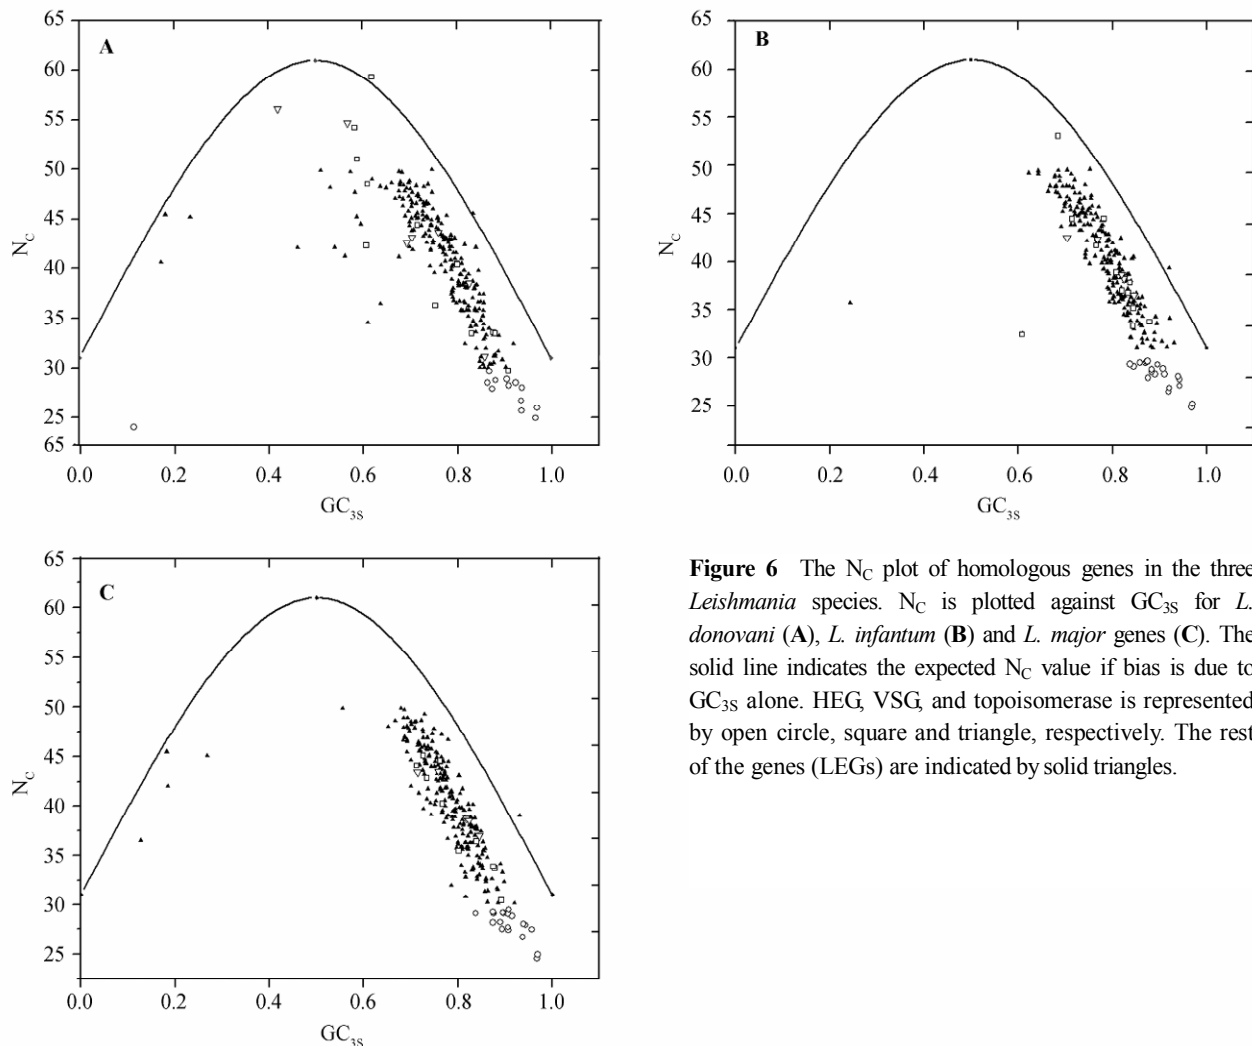 65
60
50
45
40
35
30
25
65
55
A
N_C
0.0
0.2
0.4
0.6
0.8
1.0
GC_3S
65
60
55
50
45
40
35
30
25
B
N_C
0.0
0.2
0.4
0.6
0.8
1.0
GC_3S
65
60
55
50
45
40
35
30
25
C
N_C
0.0
0.2
0.4
0.6
0.8
1.0
GC_3S
Figure 6 The N_C plot of homologous genes in the three
Leishmania species. N_C is plotted against GC_3S for L.
donovani (A), L. infantum (B) and L. major genes (C). The
solid line indicates the expected N_C value if bias is due to
GC_3S alone. HEG, VSG, and topoisomerase is represented
by open circle, square and triangle, respectively. The rest
of the genes (LEGs) are indicated by solid triangles.